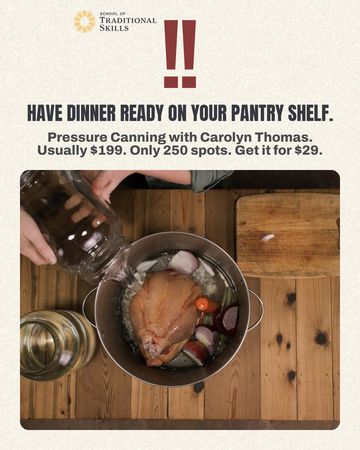 SCHOOL OF
TRADITIONAL
SKILLS
!!
HAVE DINNER READY ON YOUR PANTRY SHELF.
Pressure Canning with Carolyn Thomas.
Usually $199. Only 250 spots. Get it for $29.